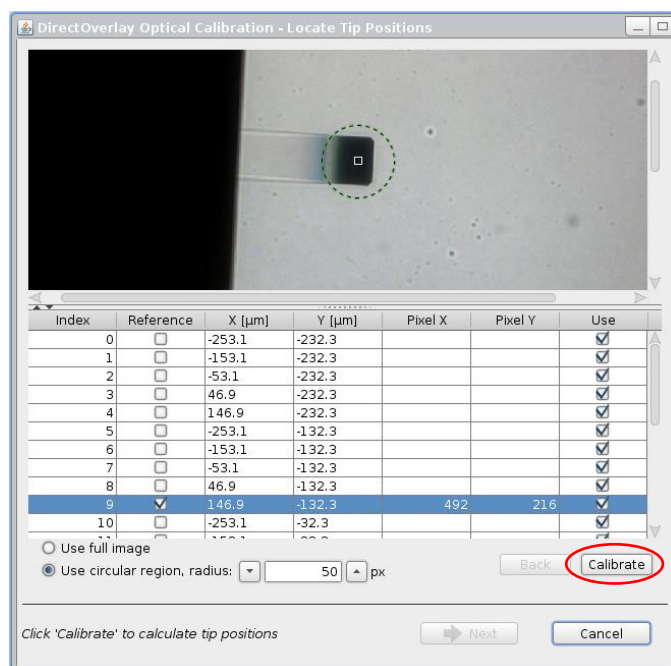 DirectOverlay Optical Calibration - Locate Tip Positions
Index Reference X [µm] Y [µm] Pixel X Pixel Y Use
0 -253.1 -232.3
1 -153.1 -232.3
2 -53.1 -232.3
3 46.9 -232.3
4 146.9 -232.3
5 -253.1 -132.3
6 -153.1 -132.3
7 -53.1 -132.3
8 46.9 -132.3
9 146.9 -132.3 492 216
10 -253.1 -32.3
Use full image
Use circular region, radius: 50 px
Back Calibrate
Click 'Calibrate' to calculate tip positions
Next Cancel